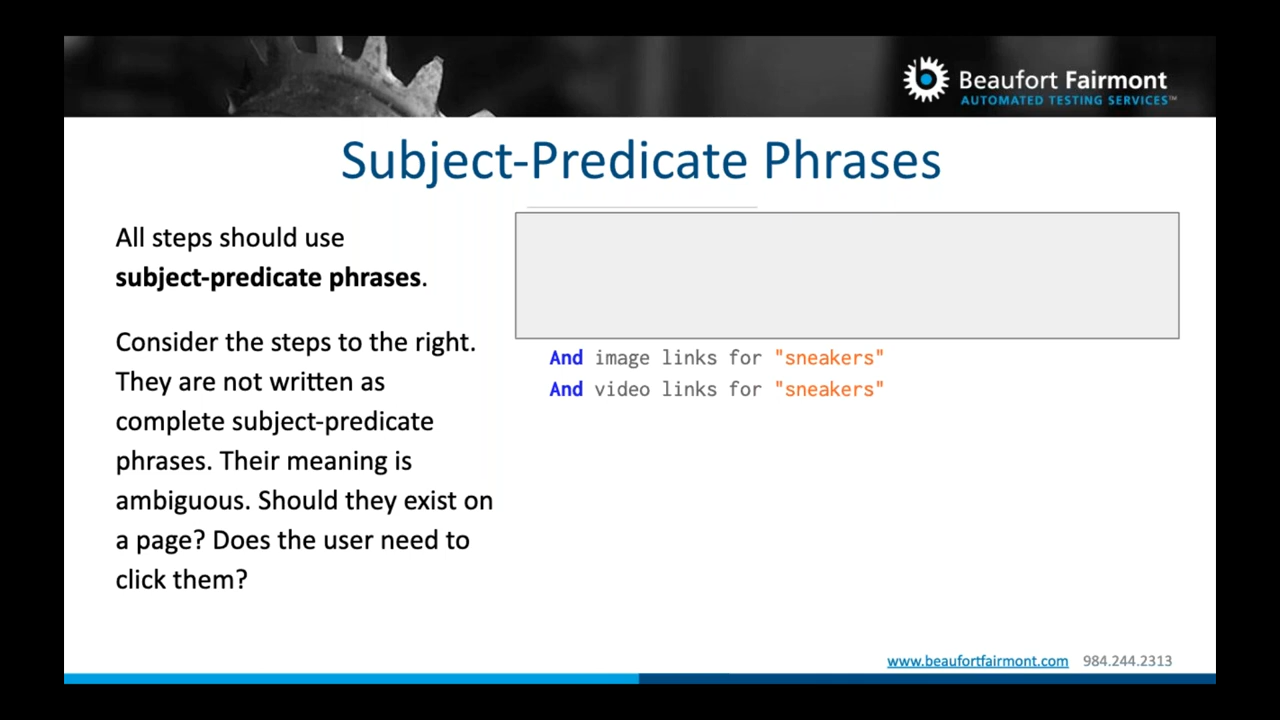 Beaufort Fairmont
AUTOMATED TESTING SERVICES™
Subject-Predicate Phrases
All steps should use
subject-predicate phrases.
Consider the steps to the right.
They are not written as
complete subject-predicate
phrases. Their meaning is
ambiguous. Should they exist on
a page? Does the user need to
click them?
And image links for "sneakers"
And video links for "sneakers"
www.beaufortfairmont.com 984.244.2313